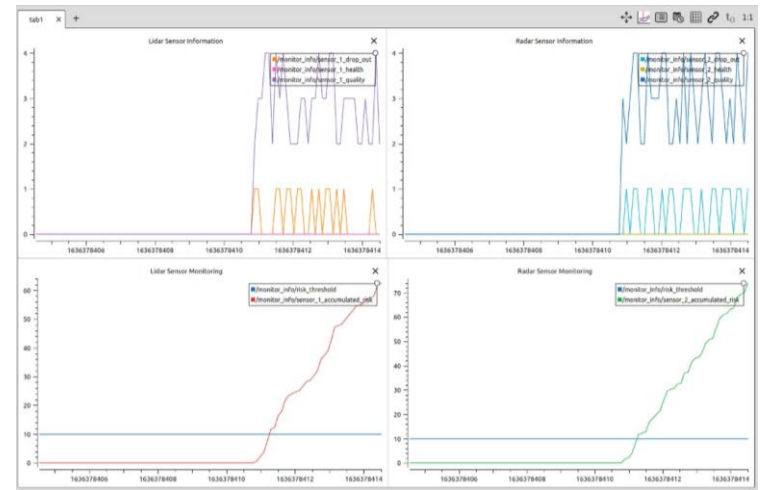 tab1 × +
t₀ 1:1
Lidar Sensor Information
/monitor_info/sensor_1_drop_out
/monitor_info/sensor_1_health
/monitor_info/sensor_1_quality
4
3
2
1
0
1636378406 1636378408 1636378410 1636378412 1636378414
Radar Sensor Information
/monitor_info/sensor_2_drop_out
/monitor_info/sensor_2_health
/monitor_info/sensor_2_quality
4
3
2
1
0
1636378406 1636378408 1636378410 1636378412 1636378414
Lidar Sensor Monitoring
/monitor_info/risk_threshold
/monitor_info/sensor_1_accumulated_risk
60
50
40
30
20
10
0
1636378406 1636378408 1636378410 1636378412 1636378414
Radar Sensor Monitoring
/monitor_info/risk_threshold
/monitor_info/sensor_2_accumulated_risk
70
60
50
40
30
20
10
0
1636378406 1636378408 1636378410 1636378412 1636378414